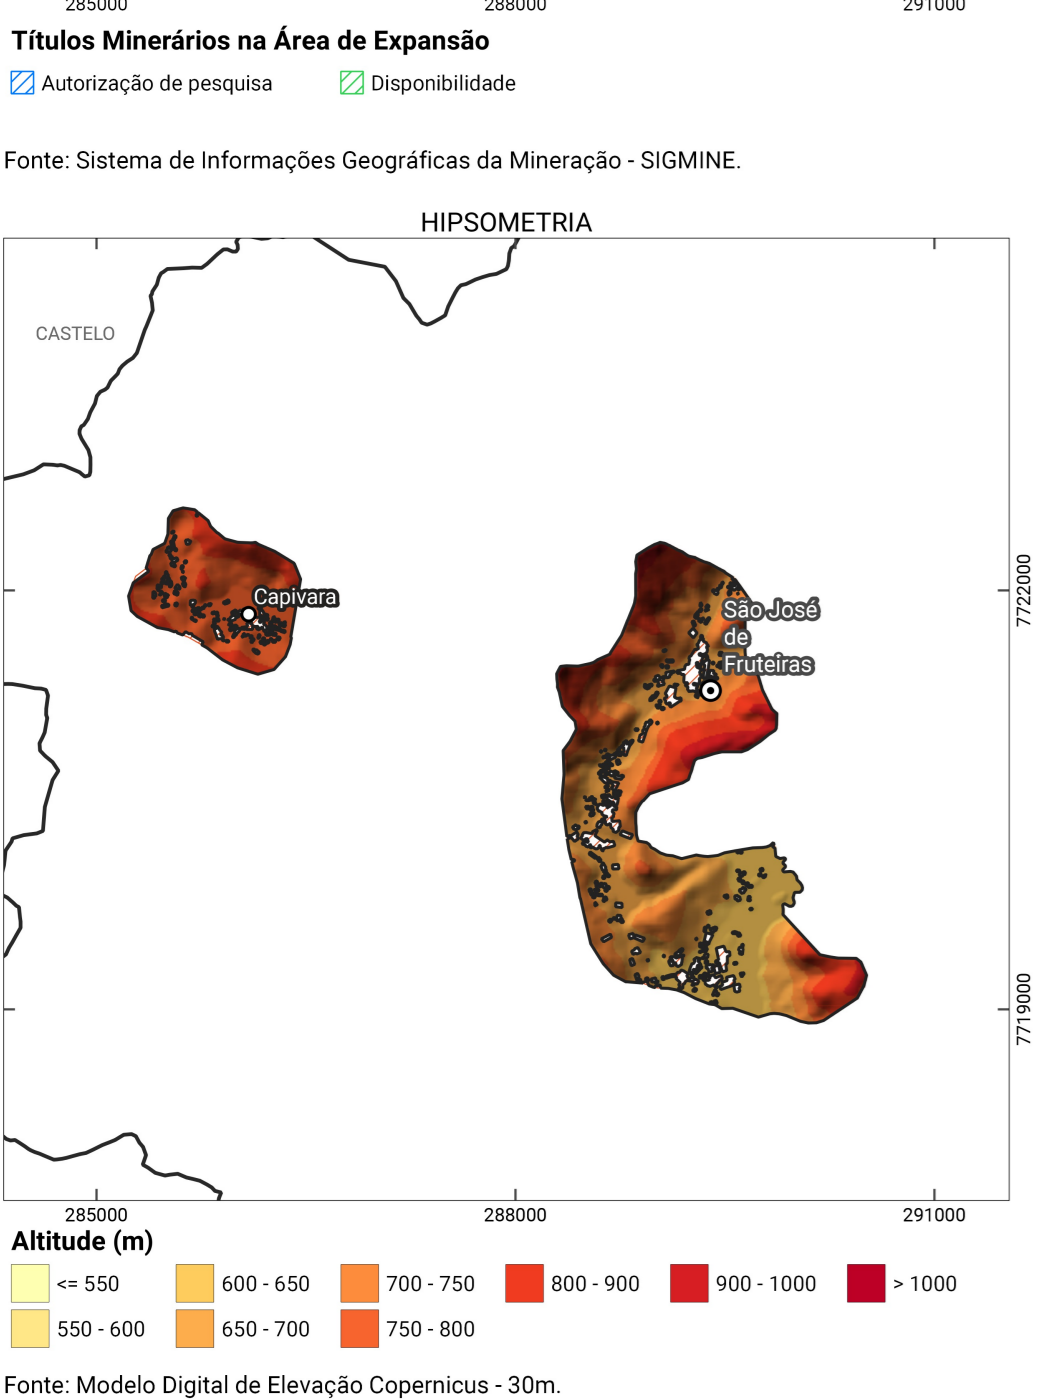 285000 288000 291000
Títulos Minerários na Área de Expansão
Autorização de pesquisa Disponibilidade
Fonte: Sistema de Informações Geográficas da Mineração - SIGMINE.
HIPSOMETRIA
CASTELO
Capivara
São José
de
Fruteiras
7722000
7719000
285000 288000 291000
Altitude (m)
<= 550 600 - 650 700 - 750 800 - 900 900 - 1000 > 1000
550 - 600 650 - 700 750 - 800
Fonte: Modelo Digital de Elevação Copernicus - 30m.